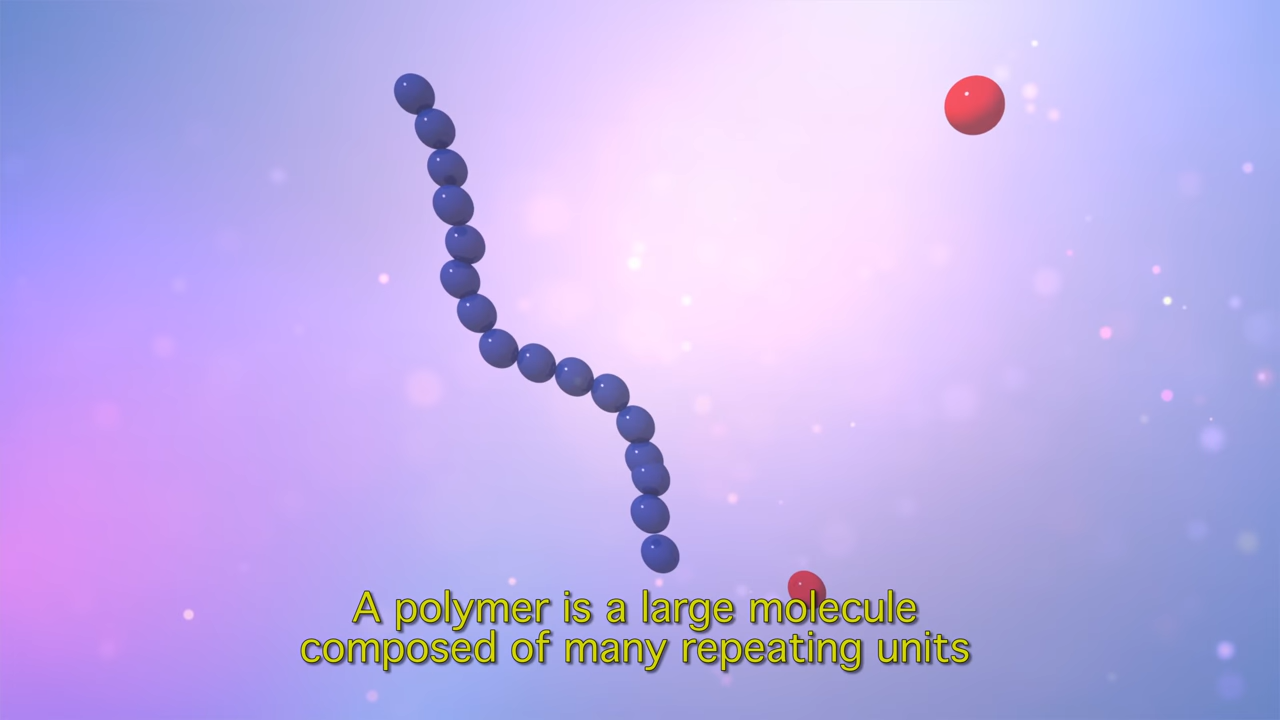 A polymer is a large molecule
composed of many repeating units